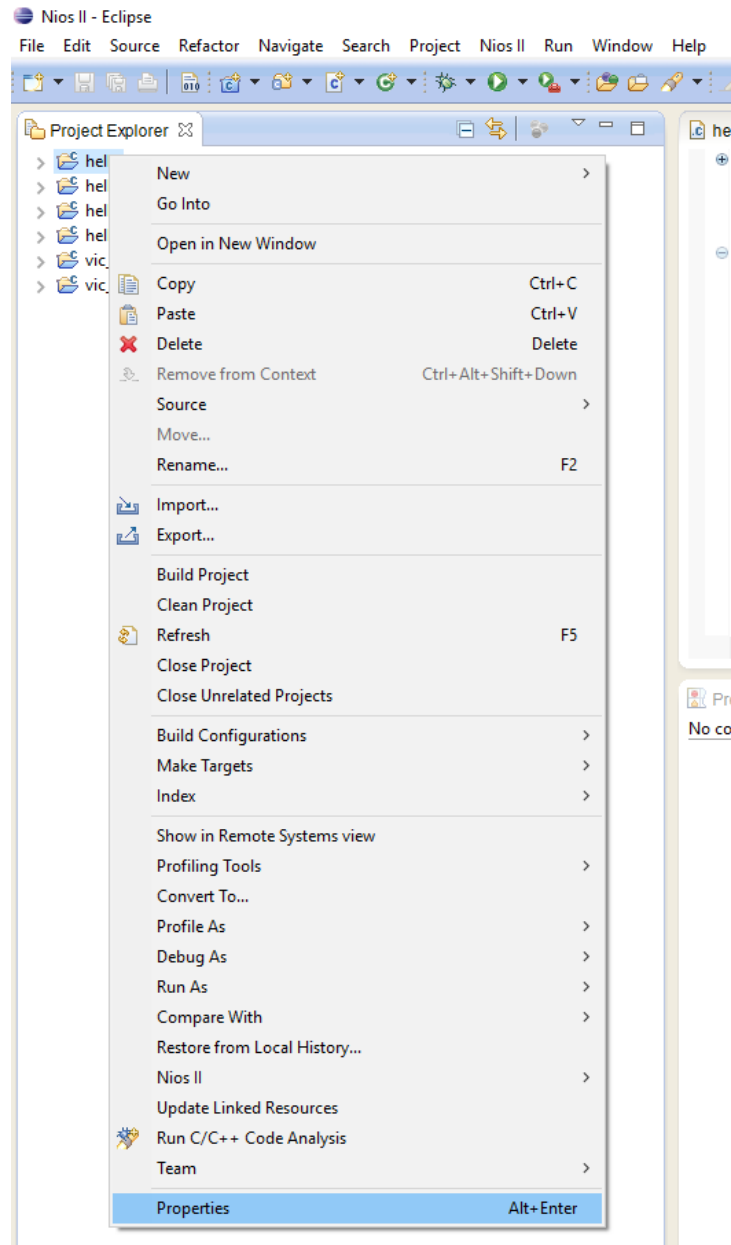 Nios II - Eclipse
File Edit Source Refactor Navigate Search Project Nios II Run Window Help
Project Explorer
New
Go Into
Open in New Window
Copy Ctrl+C
Paste Ctrl+V
Delete Delete
Remove from Context Ctrl+Alt+Shift+Down
Source
Move...
Rename... F2
Import...
Export...
Build Project
Clean Project
Refresh F5
Close Project
Close Unrelated Projects
Build Configurations
Make Targets
Index
Show in Remote Systems view
Profiling Tools
Convert To...
Profile As
Debug As
Run As
Compare With
Restore from Local History...
Nios II
Update Linked Resources
Run C/C++ Code Analysis
Team
Properties Alt+Enter
hel
hel
hel
hel
vic_
vic_
he
Pr
No co